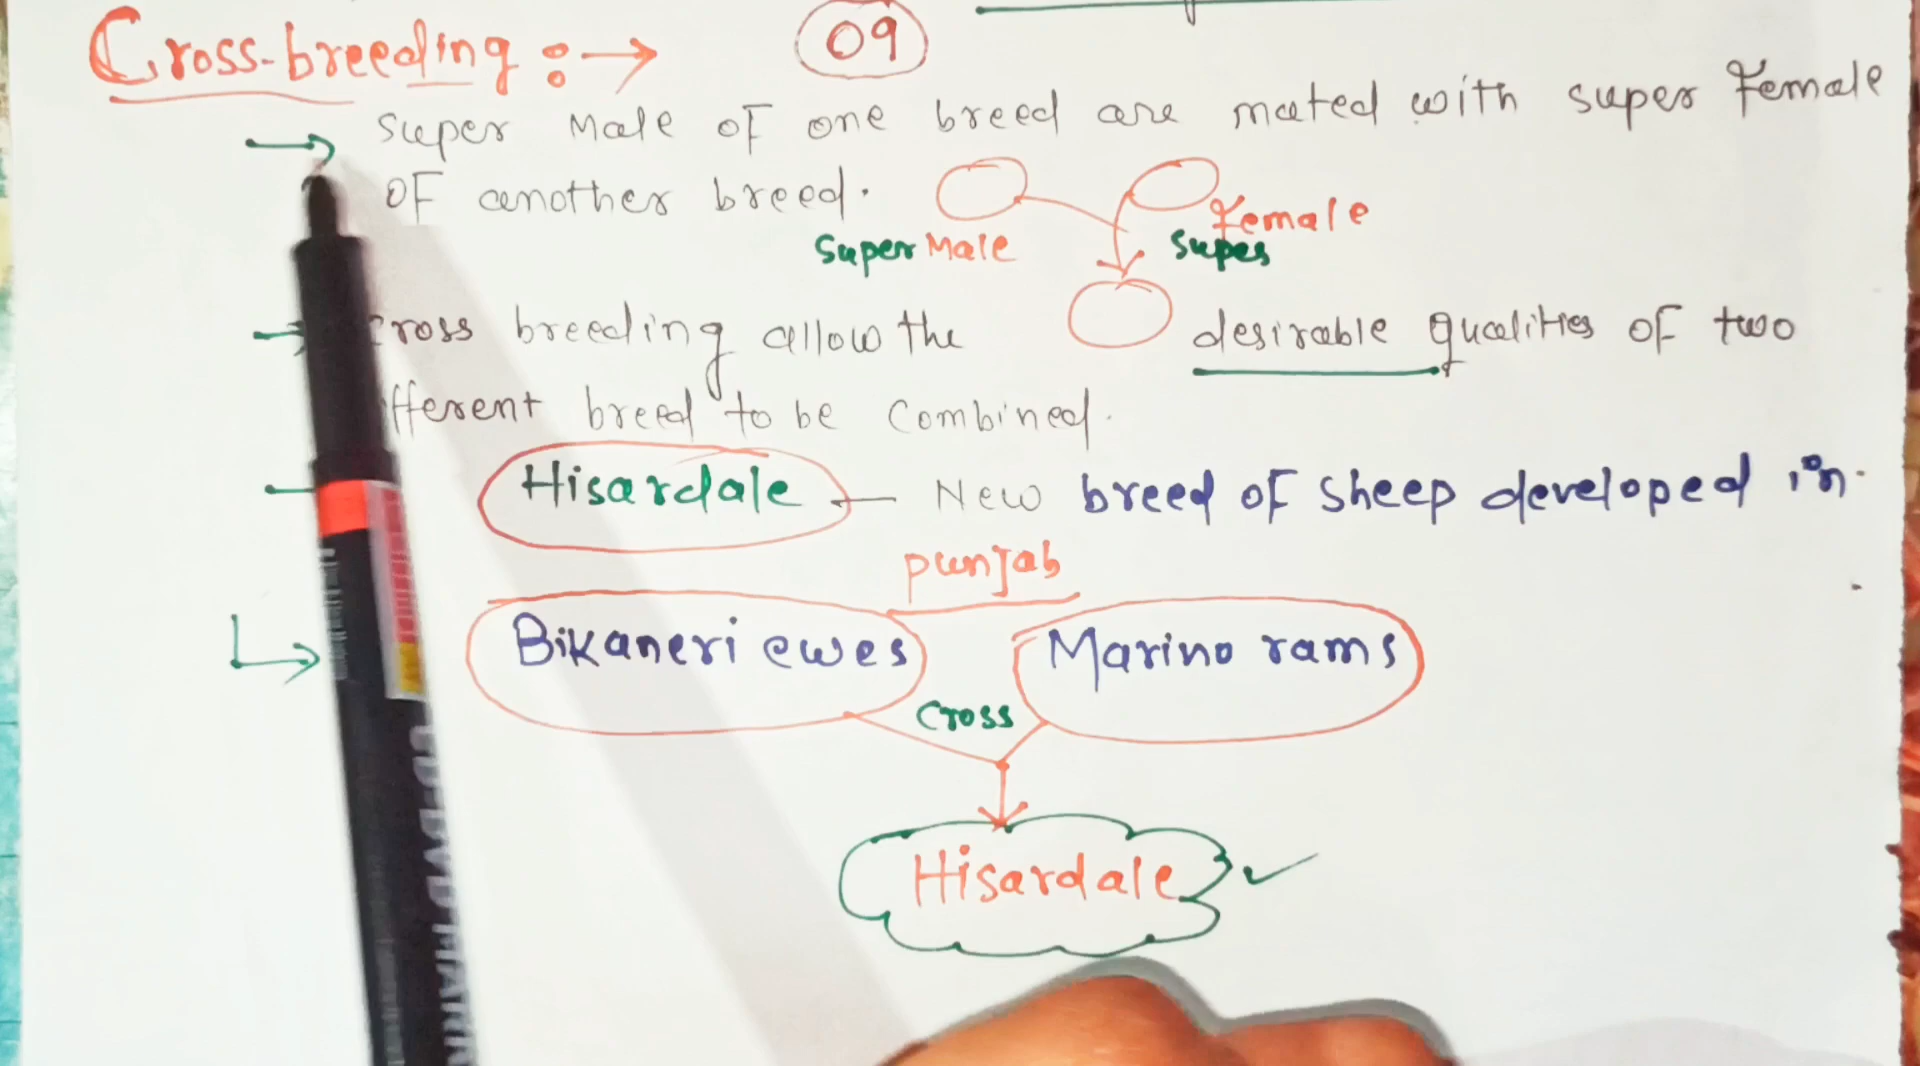 Cross-breeding :→ 09
super Male of one breed are mated with super Female
of another breed.
Female
Super Male Super
cross breeding allow the desirable qualities of two
fferent breed to be combined.
Hisardale — New breed of sheep developed in
punjab
Bikaneri ewes Marino rams
cross
Hisardale ✓